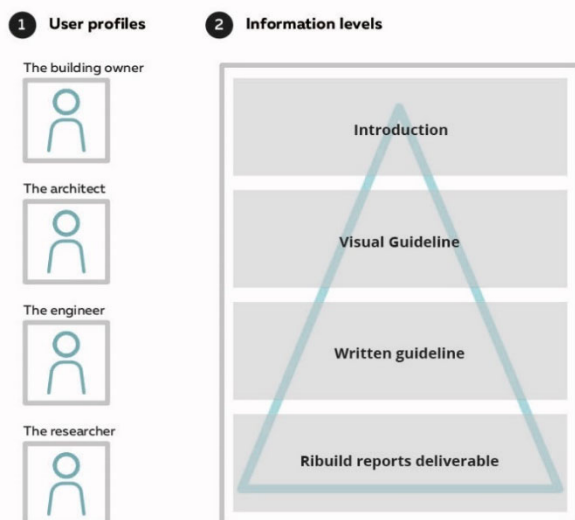 1 User profiles
2 Information levels
The building owner
The architect
The engineer
The researcher
Introduction
Visual Guideline
Written guideline
Ribuild reports deliverable